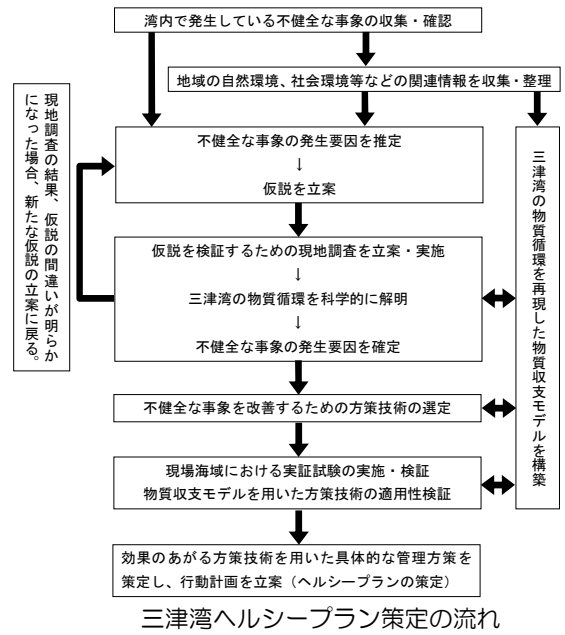 湾内で発生している不健全な事象の収集・確認
地域の自然環境、社会環境等などの関連情報を収集・整理
不健全な事象の発生要因を推定
↓
仮説を立案
現地調査の結果、仮説の間違いが明らか
になった場合、新たな仮説の立案に戻る。
仮説を検証するための現地調査を立案・実施
↓
三津湾の物質循環を科学的に解明
↓
不健全な事象の発生要因を確定
三津湾の物質循環を再現した物質収支モデルを構築
不健全な事象を改善するための方策技術の選定
現場海域における実証試験の実施・検証
物質収支モデルを用いた方策技術の適用性検証
効果のあがる方策技術を用いた具体的な管理方策を
策定し、行動計画を立案（ヘルシープランの策定）
三津湾ヘルシープラン策定の流れ